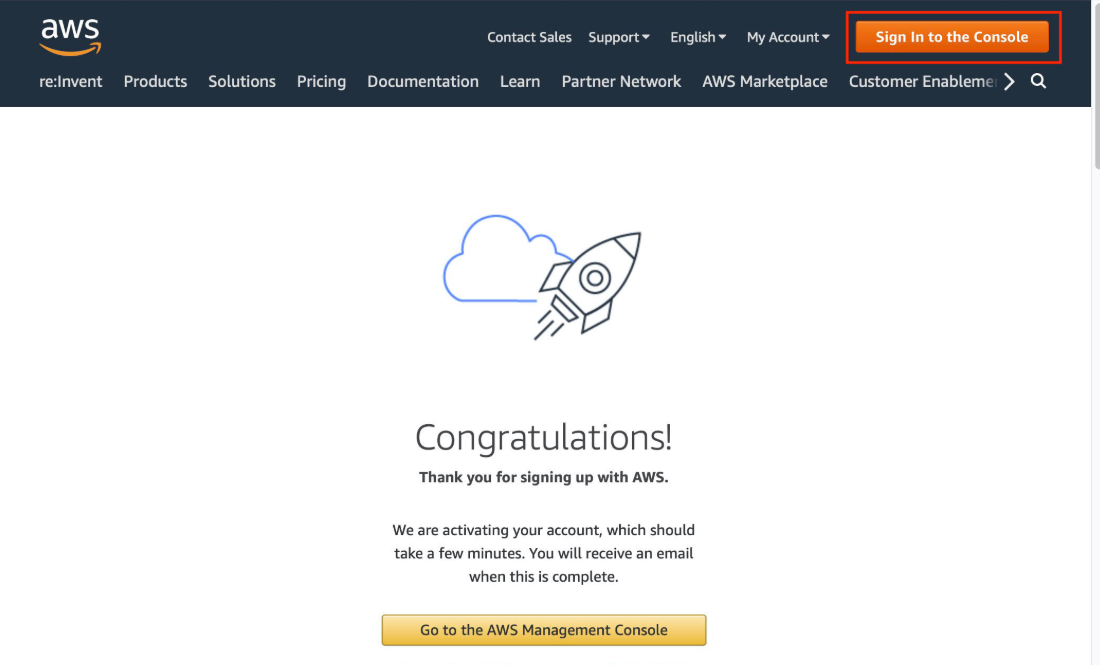 aws
Contact Sales Support English My Account Sign In to the Console
re:Invent Products Solutions Pricing Documentation Learn Partner Network AWS Marketplace Customer Enableme
Congratulations!
Thank you for signing up with AWS.
We are activating your account, which should
take a few minutes. You will receive an email
when this is complete.
Go to the AWS Management Console